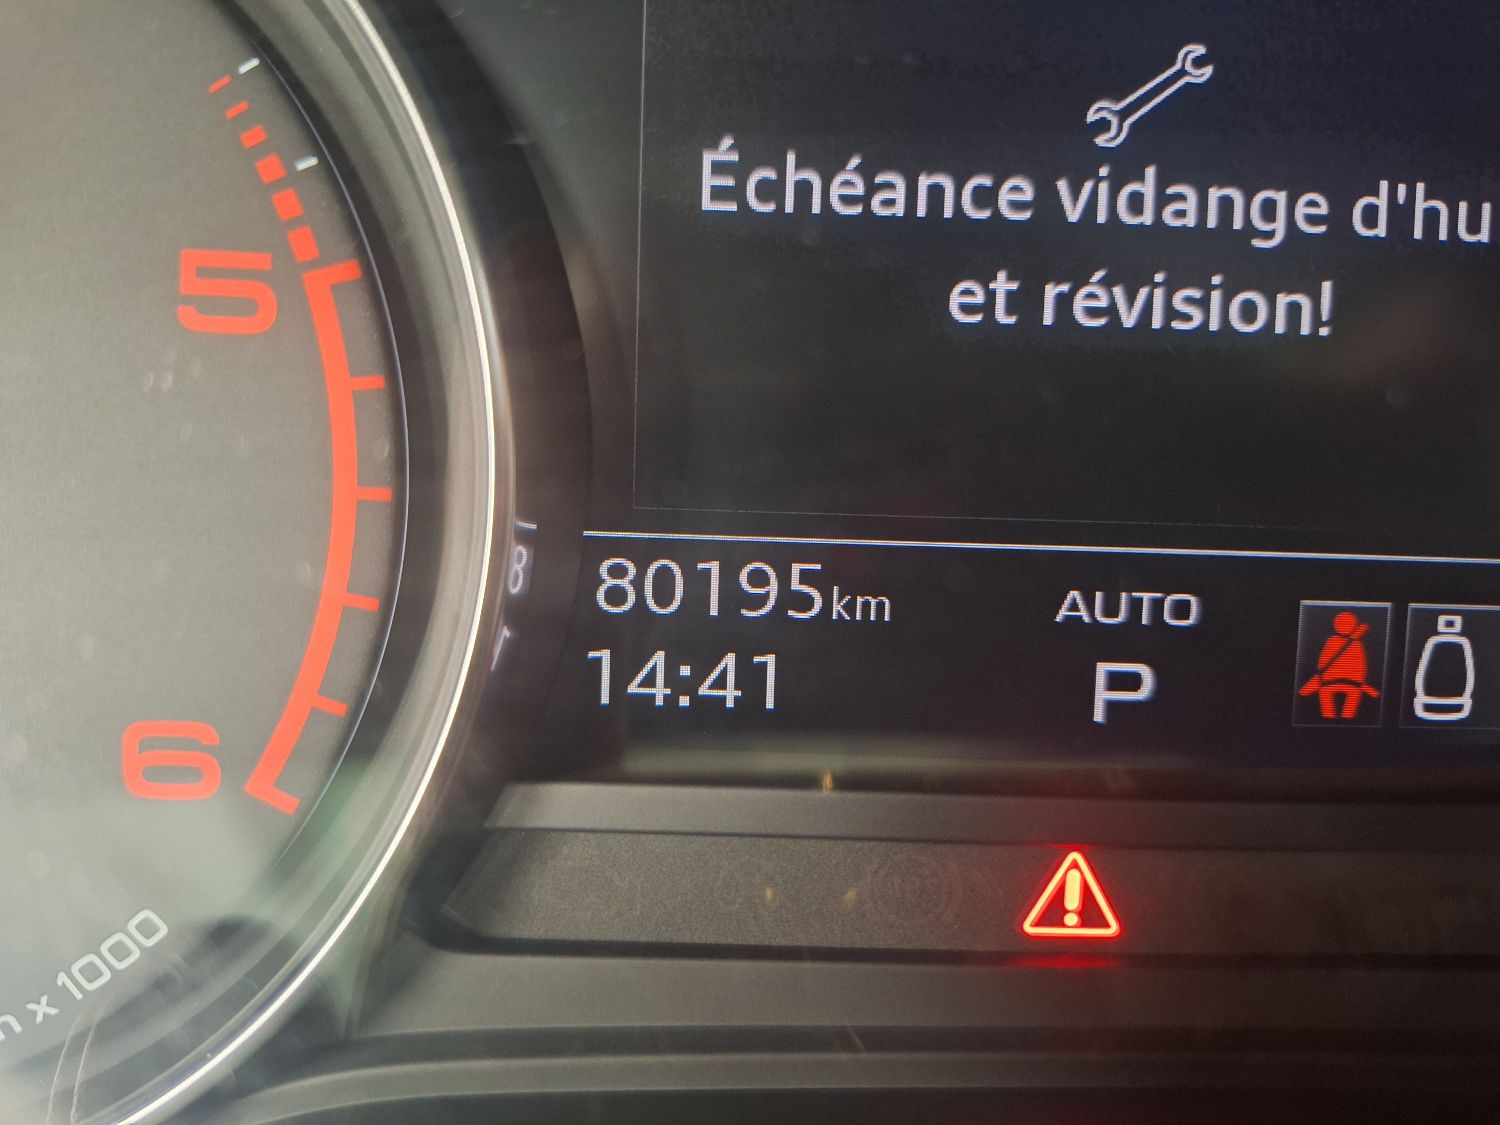 Échéance vidange d'hu
et révision!
5
80195km
AUTO
14:41
P
6
x 1000